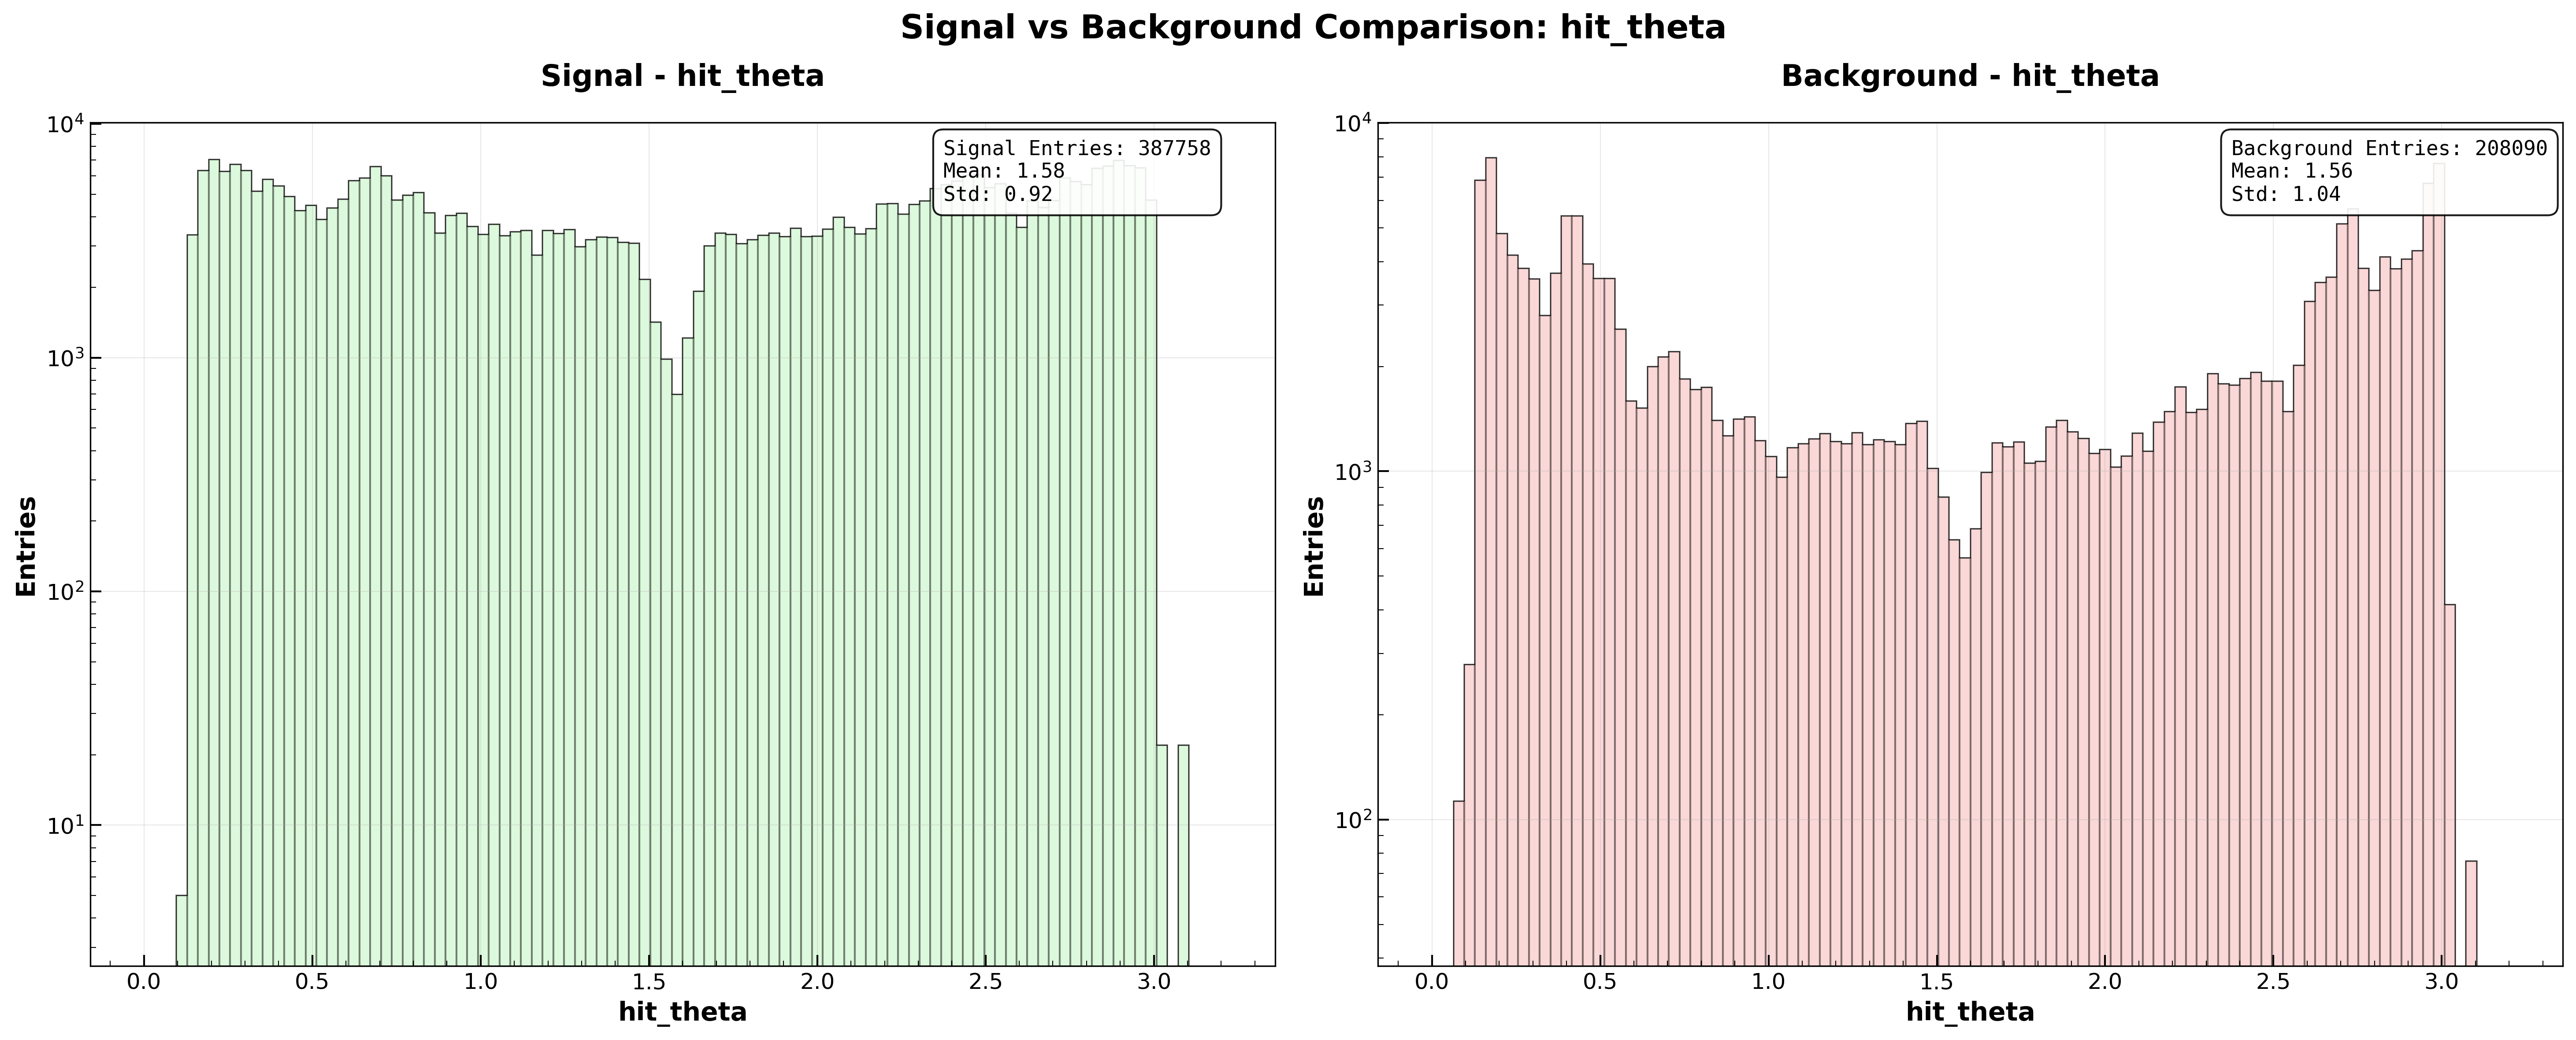 Signal vs Background Comparison: hit_theta
Signal - hit_theta
Signal Entries: 387758
Mean: 1.58
Std: 0.92
Entries
10^4
10^3
10^2
10^1
0.0 0.5 1.0 1.5 2.0 2.5 3.0
hit_theta
Background - hit_theta
Background Entries: 208090
Mean: 1.56
Std: 1.04
Entries
10^4
10^3
10^2
0.0 0.5 1.0 1.5 2.0 2.5 3.0
hit_theta